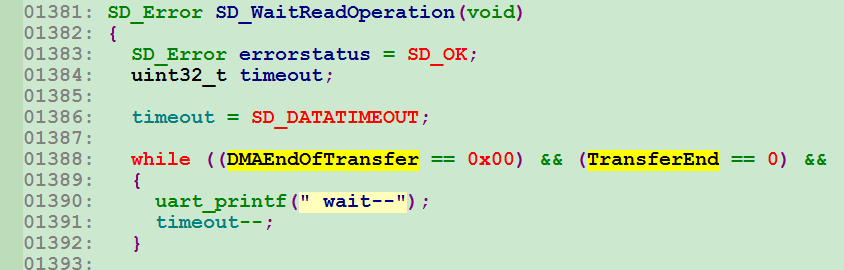 01381: SD_Error SD_WaitReadOperation(void)
01382: {
01383:   SD_Error errorstatus = SD_OK;
01384:   uint32_t timeout;
01385:
01386:   timeout = SD_DATATIMEOUT;
01387:
01388:   while ((DMAEndOfTransfer == 0x00) && (TransferEnd == 0) &&
01389:   {
01390:     uart_printf(" wait--");
01391:     timeout--;
01392:   }
01393: